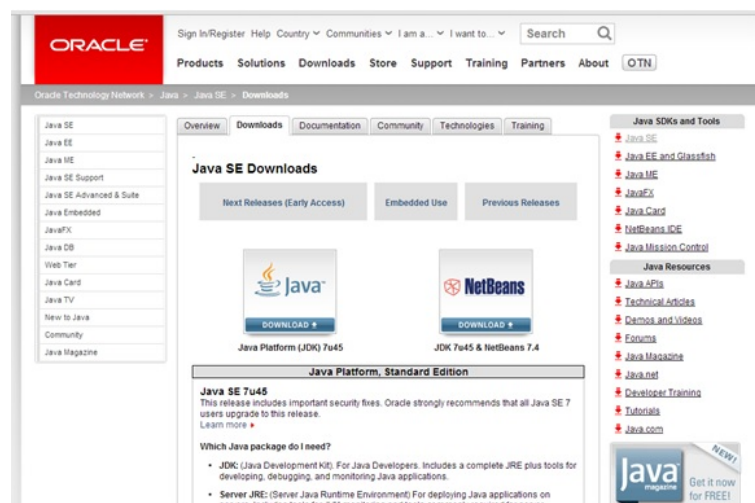 ORACLE
Sign In/Register Help Country Communities I am a... I want to... Search
Products Solutions Downloads Store Support Training Partners About OTN
Oracle Technology Network > Java > Java SE > Downloads
Java SE
Java EE
Java ME
Java SE Support
Java SE Advanced & Suite
Java Embedded
JavaFX
Java DB
Web Tier
Java Card
Java TV
New to Java
Community
Java Magazine
Overview Downloads Documentation Community Technologies Training
Java SE Downloads
Next Releases (Early Access) Embedded Use Previous Releases
Java
DOWNLOAD
Java Platform (JDK) 7u45
NetBeans
DOWNLOAD
JDK 7u45 & NetBeans 7.4
Java Platform, Standard Edition
Java SE 7u45
This release includes important security fixes. Oracle strongly recommends that all Java SE 7
users upgrade to this release.
Learn more
Which Java package do I need?
• JDK: (Java Development Kit). For Java Developers. Includes a complete JRE plus tools for
developing, debugging, and monitoring Java applications.
• Server JRE: (Server Java Runtime Environment) For deploying Java applications on
Java SDKs and Tools
Java SE
Java EE and Glassfish
Java ME
JavaFX
Java Card
NetBeans IDE
Java Mission Control
Java Resources
Java APIs
Technical Articles
Demos and Videos
Forums
Java Magazine
Java.net
Developer Training
Tutorials
Java.com
NEW!
Java
magazine
Get it now
for FREE!